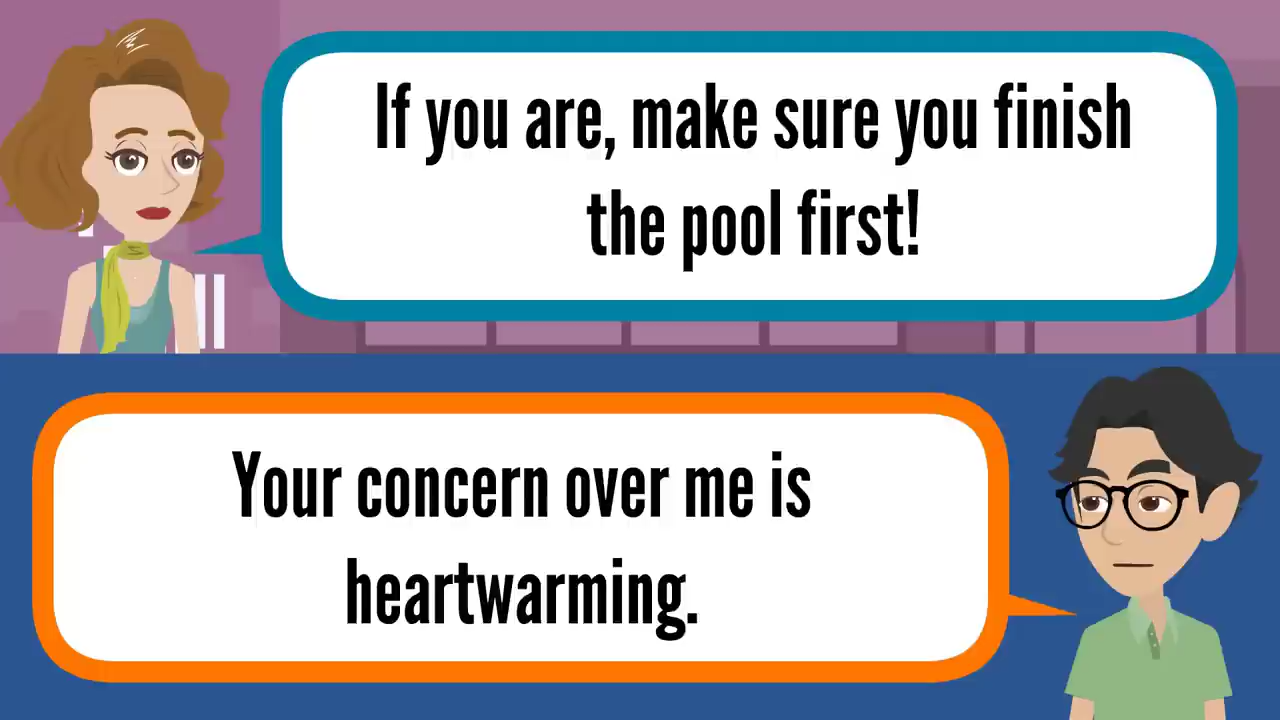 If you are, make sure you finish
the pool first!
Your concern over me is
heartwarming.